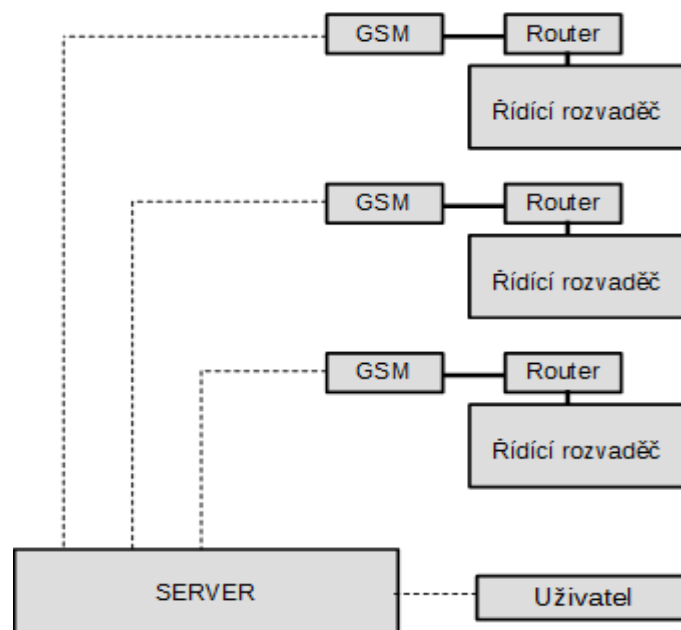 GSM
Router
Řídící rozvaděč
GSM
Router
Řídící rozvaděč
GSM
Router
Řídící rozvaděč
SERVER
Uživatel